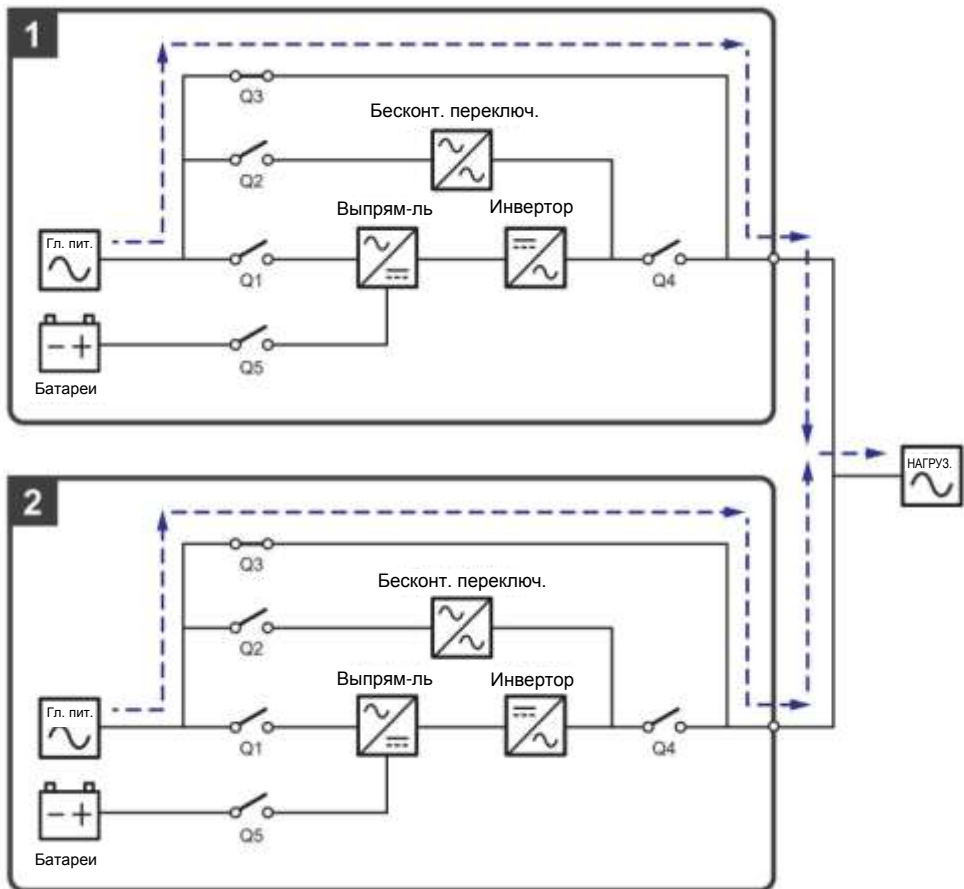 1
Q3
Бесконт. переключ.
Q2
Выпрям-ль
Инвертор
Гл. пит.
Q1
Q4
Q5
Батареи
НАГРУЗ.
2
Q3
Бесконт. переключ.
Q2
Выпрям-ль
Инвертор
Гл. пит.
Q1
Q4
Q5
Батареи